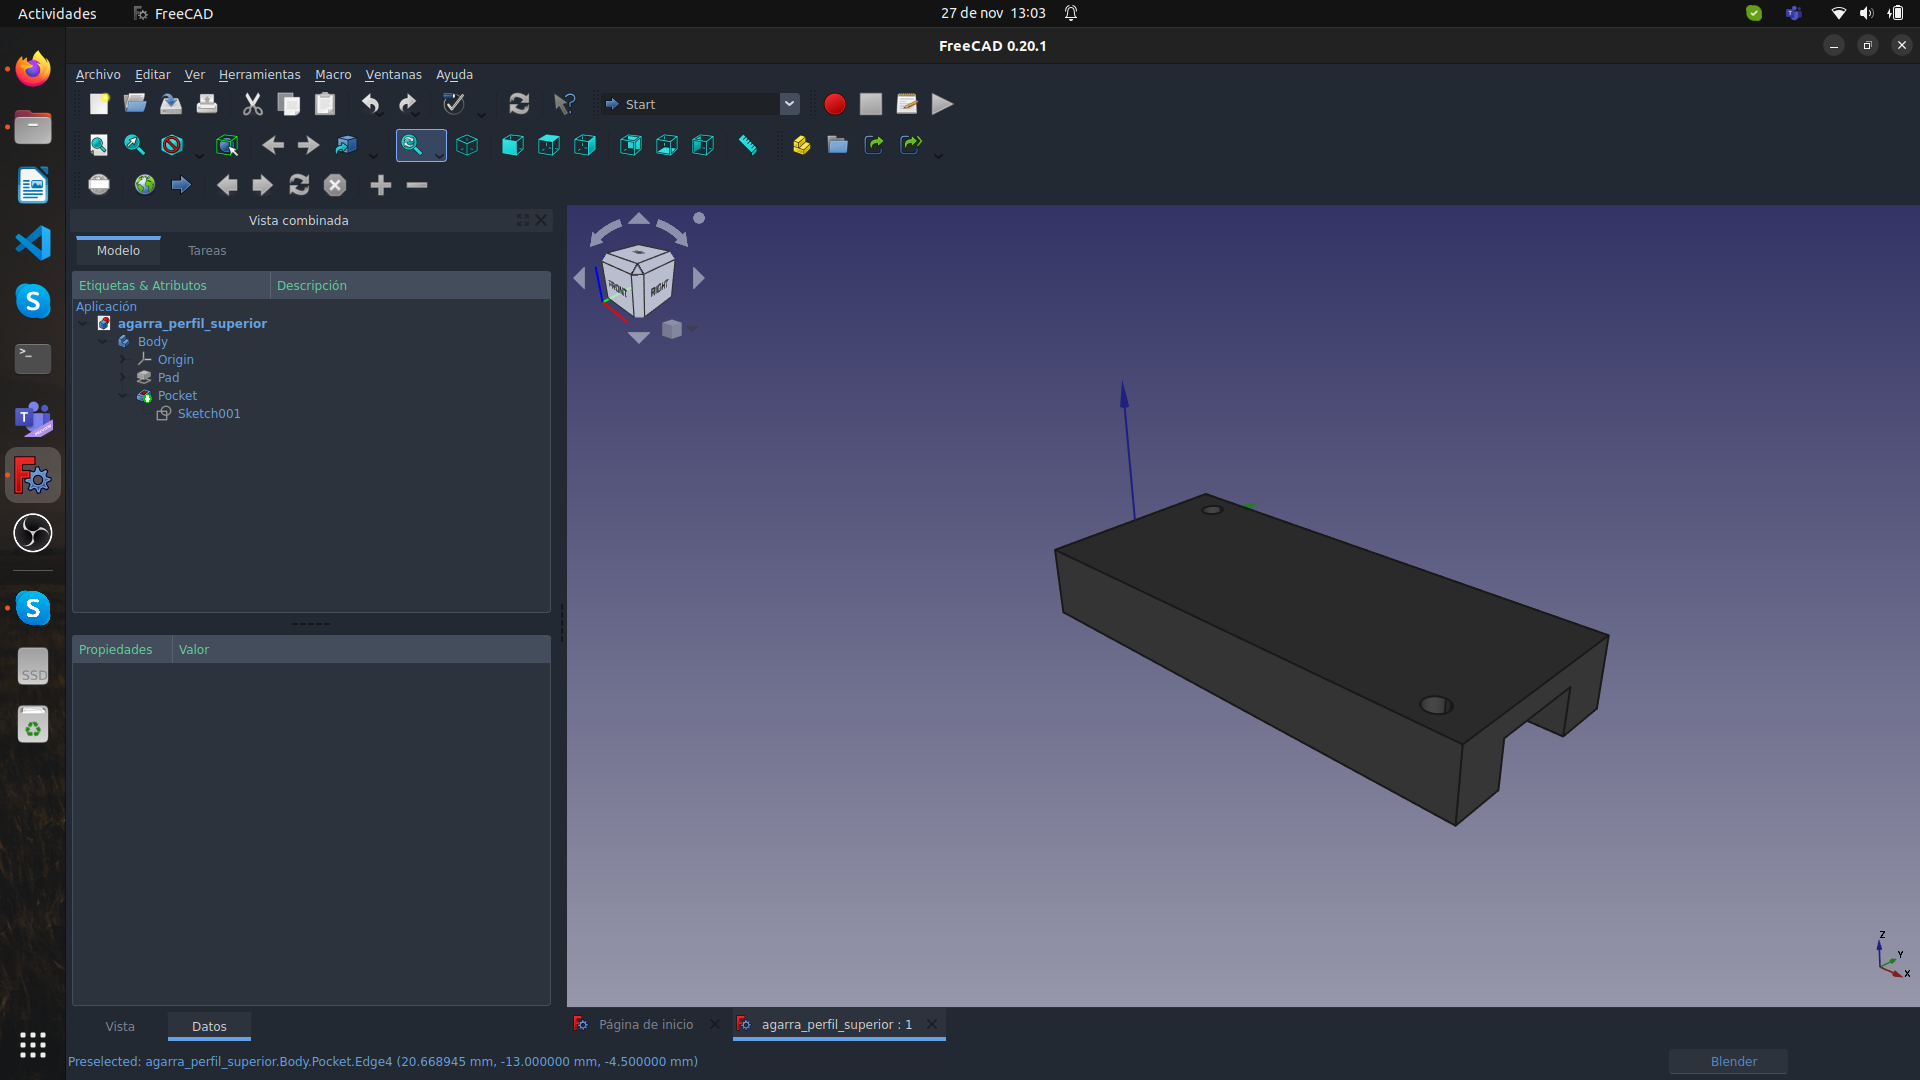 Actividades FreeCAD 27 de nov 13:03
FreeCAD 0.20.1
Archivo Editar Ver Herramientas Macro Ventanas Ayuda
Start
Vista combinada
Modelo Tareas
Etiquetas & Atributos Descripción
Aplicación
agarra_perfil_superior
Body
Origin
Pad
Pocket
Sketch001
FRONT RIGHT
Propiedades Valor
SSD
Z
Y
X
Vista Datos
Página de inicio agarra_perfil_superior : 1
Preselected: agarra_perfil_superior.Body.Pocket.Edge4 (20.668945 mm, -13.000000 mm, -4.500000 mm)
Blender